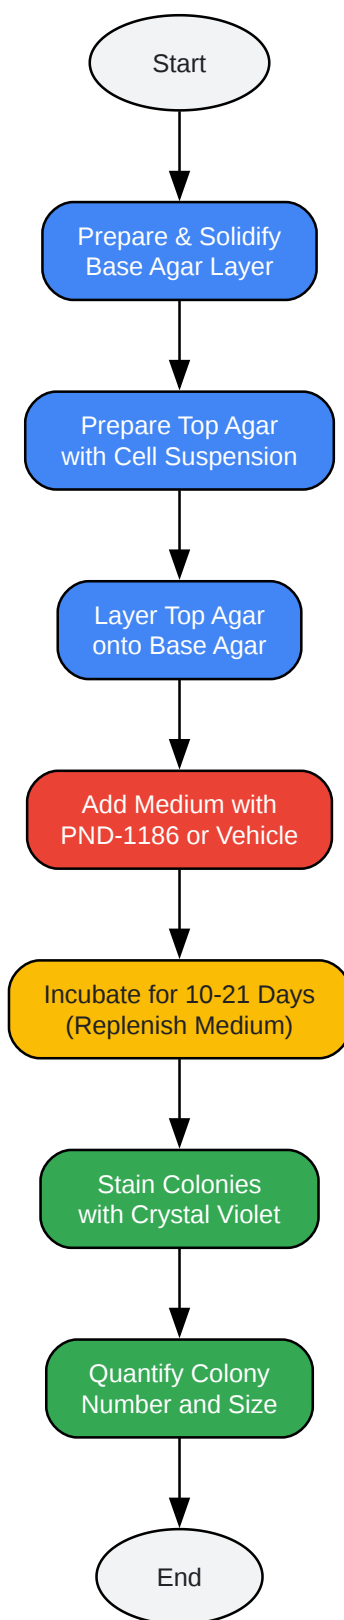 Start
Prepare & Solidify
Base Agar Layer
Prepare Top Agar
with Cell Suspension
Layer Top Agar
onto Base Agar
Add Medium with
PND-1186 or Vehicle
Incubate for 10-21 Days
(Replenish Medium)
Stain Colonies
with Crystal Violet
Quantify Colony
Number and Size
End